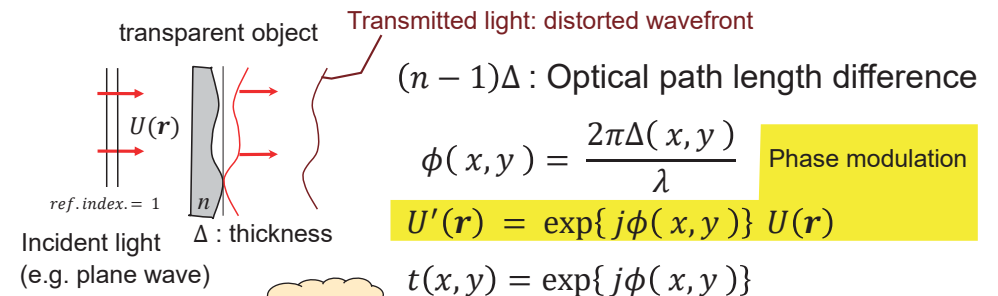 Transmitted light: distorted wavefront
transparent object
(n − 1)Δ : Optical path length difference
U(r)
ϕ( x, y ) = 2πΔ( x, y ) / λ
Phase modulation
ref.index.= 1
n
U′(r) = exp{ jϕ( x, y )} U(r)
Δ : thickness
Incident light
(e.g. plane wave)
t(x, y) = exp{ jϕ( x, y )}